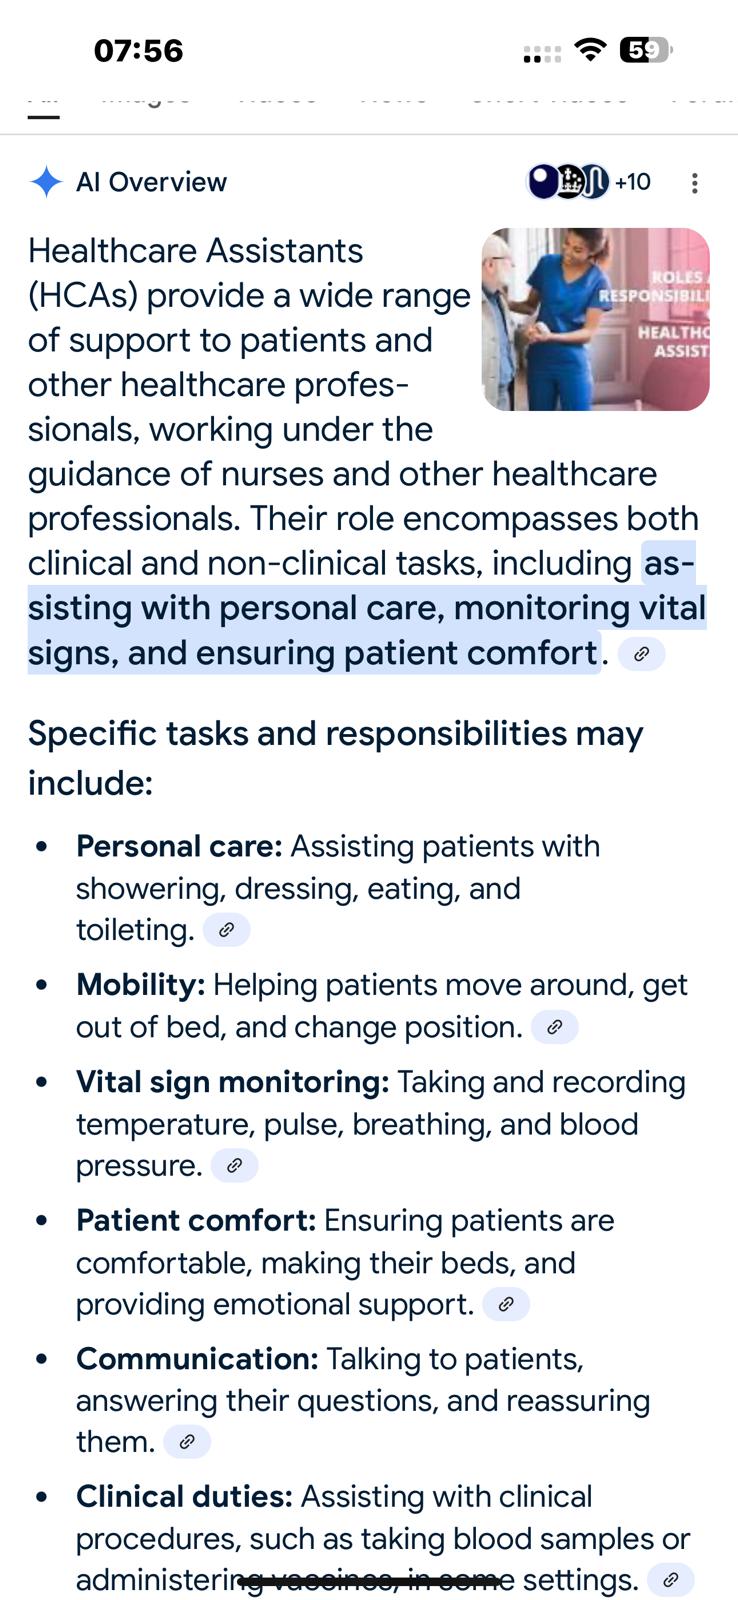 07:56
59
AI Overview
+10
Healthcare Assistants
(HCAs) provide a wide range
of support to patients and
other healthcare profes-
sionals, working under the
guidance of nurses and other healthcare
professionals. Their role encompasses both
clinical and non-clinical tasks, including as-
sisting with personal care, monitoring vital
signs, and ensuring patient comfort.
ROLES
RESPONSIBILI
HEALTHC
ASSIST
Specific tasks and responsibilities may
include:
• Personal care: Assisting patients with
showering, dressing, eating, and
toileting.
• Mobility: Helping patients move around, get
out of bed, and change position.
• Vital sign monitoring: Taking and recording
temperature, pulse, breathing, and blood
pressure.
• Patient comfort: Ensuring patients are
comfortable, making their beds, and
providing emotional support.
• Communication: Talking to patients,
answering their questions, and reassuring
them.
• Clinical duties: Assisting with clinical
procedures, such as taking blood samples or
administering vaccines, in some settings.